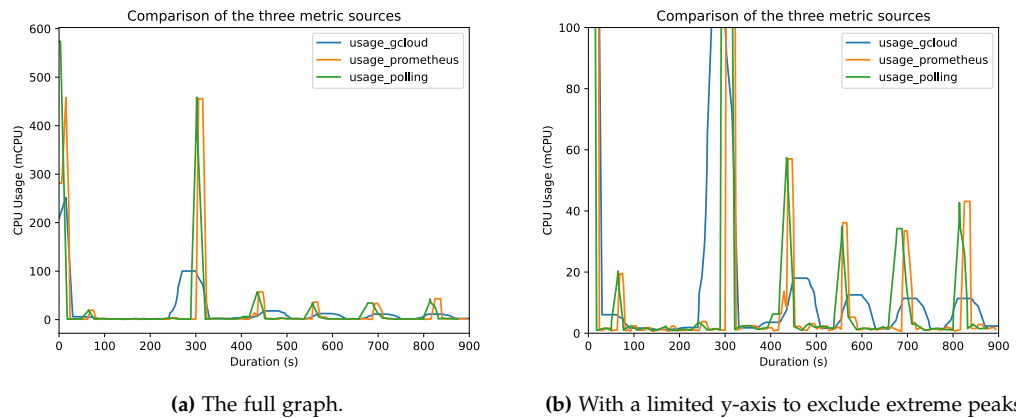 Comparison of the three metric sources
usage_gcloud
usage_prometheus
usage_polling
CPU Usage (mCPU)
600
500
400
300
200
100
0
0 100 200 300 400 500 600 700 800 900
Duration (s)
(a) The full graph.
Comparison of the three metric sources
usage_gcloud
usage_prometheus
usage_polling
CPU Usage (mCPU)
100
80
60
40
20
0
0 100 200 300 400 500 600 700 800 900
Duration (s)
(b) With a limited y-axis to exclude extreme peaks